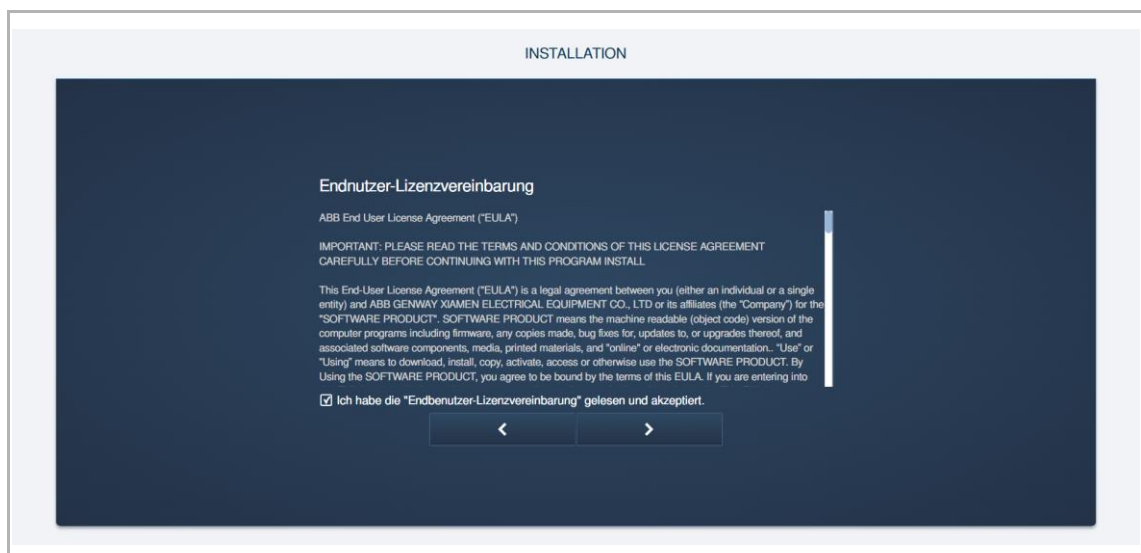 INSTALLATION
Endnutzer-Lizenzvereinbarung
ABB End User License Agreement ("EULA")
IMPORTANT: PLEASE READ THE TERMS AND CONDITIONS OF THIS LICENSE AGREEMENT
CAREFULLY BEFORE CONTINUING WITH THIS PROGRAM INSTALL
This End-User License Agreement ("EULA") is a legal agreement between you (either an individual or a single
entity) and ABB GENWAY XIAMEN ELECTRICAL EQUIPMENT CO., LTD or its affiliates (the "Company") for the
"SOFTWARE PRODUCT". SOFTWARE PRODUCT means the machine readable (object code) version of the
computer programs including firmware, any copies made, bug fixes for, updates to, or upgrades thereof, and
associated software components, media, printed materials, and "online" or electronic documentation.. "Use" or
"Using" means to download, install, copy, activate, access or otherwise use the SOFTWARE PRODUCT. By
Using the SOFTWARE PRODUCT, you agree to be bound by the terms of this EULA. If you are entering into
Ich habe die "Endbenutzer-Lizenzvereinbarung" gelesen und akzeptiert.